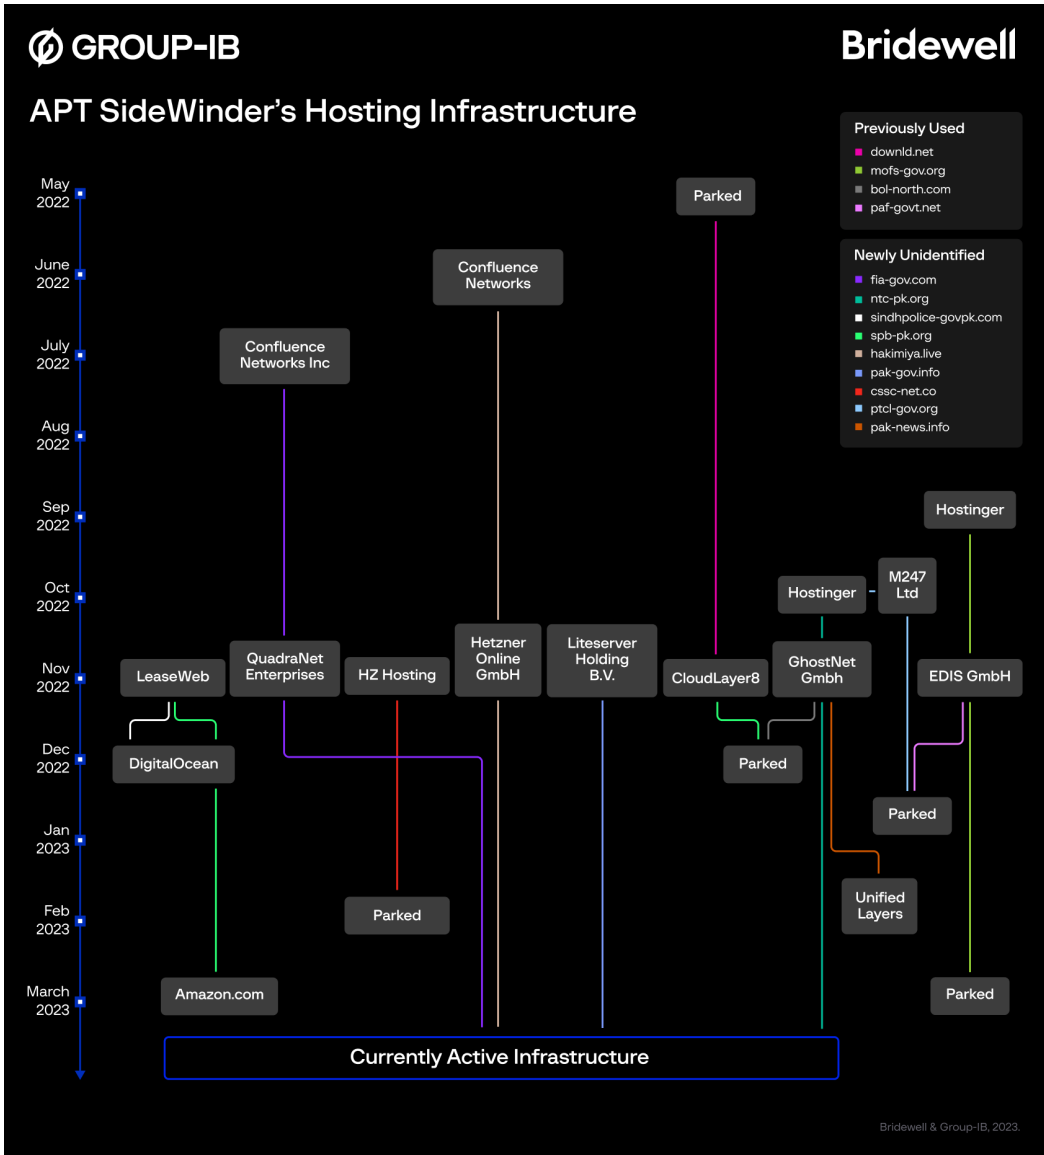 GROUP-IB
Bridewell
APT SideWinder's Hosting Infrastructure
Previously Used
downld.net
mofs-gov.org
bol-north.com
paf-govt.net
Newly Unidentified
fia-gov.com
ntc-pk.org
sindhpolice-govpk.com
spb-pk.org
hakimiya.live
pak-gov.info
cssc-net.co
ptcl-gov.org
pak-news.info
May
2022
Parked
June
2022
Confluence
Networks
July
2022
Confluence
Networks Inc
Aug
2022
Sep
2022
Hostinger
Oct
2022
Hostinger
M247
Ltd
Nov
2022
LeaseWeb
QuadraNet
Enterprises
HZ Hosting
Hetzner
Online
GmbH
Liteserver
Holding
B.V.
CloudLayer8
GhostNet
Gmbh
EDIS GmbH
Dec
2022
DigitalOcean
Parked
Parked
Jan
2023
Feb
2023
Parked
Unified
Layers
March
2023
Amazon.com
Parked
Currently Active Infrastructure
Bridewell & Group-IB, 2023.